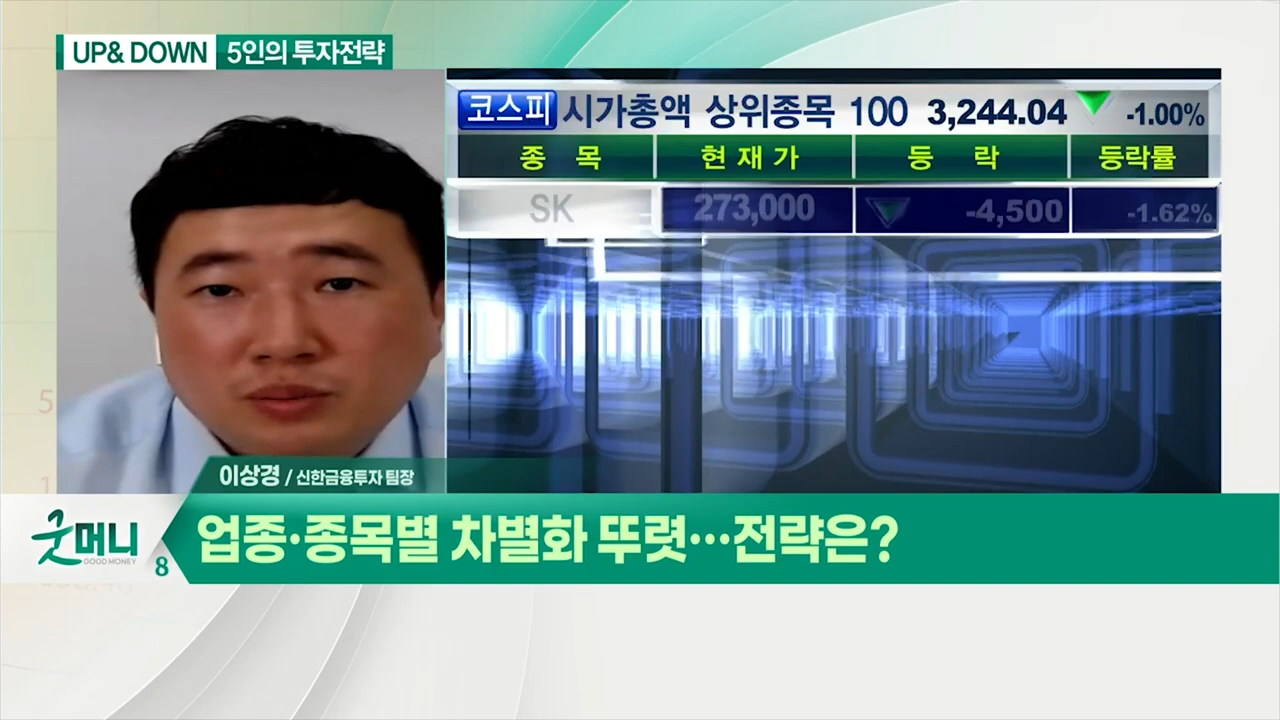 UP& DOWN 5인의 투자전략
코스피 시가총액 상위종목 100 3,244.04 -1.00%
종 목 현 재 가 등 락 등락률
SK 273,000 -4,500 -1.62%
5
1
이상경 / 신한금융투자 팀장
굿머니
GOOD MONEY
8
업종·종목별 차별화 뚜렷…전략은?